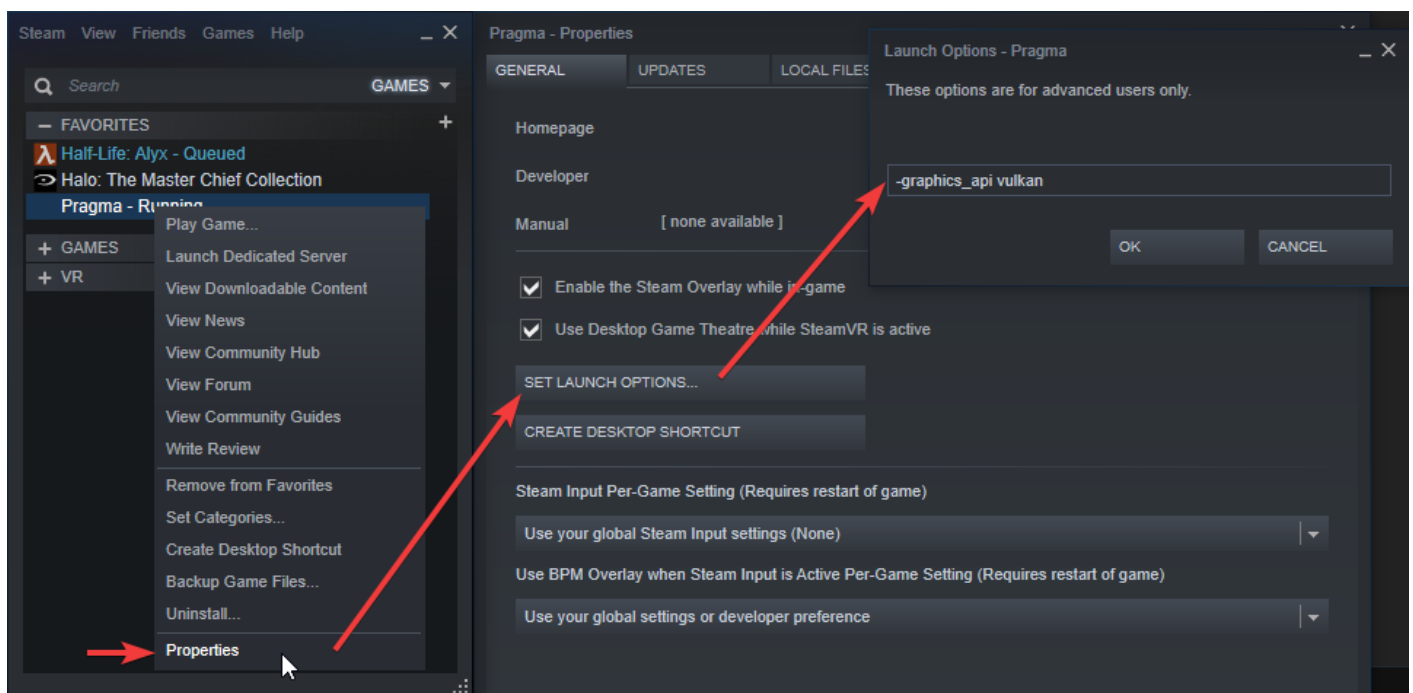 Steam View Friends Games Help
Search GAMES
FAVORITES
Half-Life: Alyx - Queued
Halo: The Master Chief Collection
Pragma - Running
GAMES
VR
Play Game...
Launch Dedicated Server
View Downloadable Content
View News
View Community Hub
View Forum
View Community Guides
Write Review
Remove from Favorites
Set Categories...
Create Desktop Shortcut
Backup Game Files...
Uninstall...
Properties
Pragma - Properties
GENERAL UPDATES LOCAL FILES
Homepage
Developer
Manual [ none available ]
Enable the Steam Overlay while in-game
Use Desktop Game Theatre while SteamVR is active
SET LAUNCH OPTIONS...
CREATE DESKTOP SHORTCUT
Steam Input Per-Game Setting (Requires restart of game)
Use your global Steam Input settings (None)
Use BPM Overlay when Steam Input is Active Per-Game Setting (Requires restart of game)
Use your global settings or developer preference
Launch Options - Pragma
These options are for advanced users only.
-graphics_api vulkan
OK CANCEL